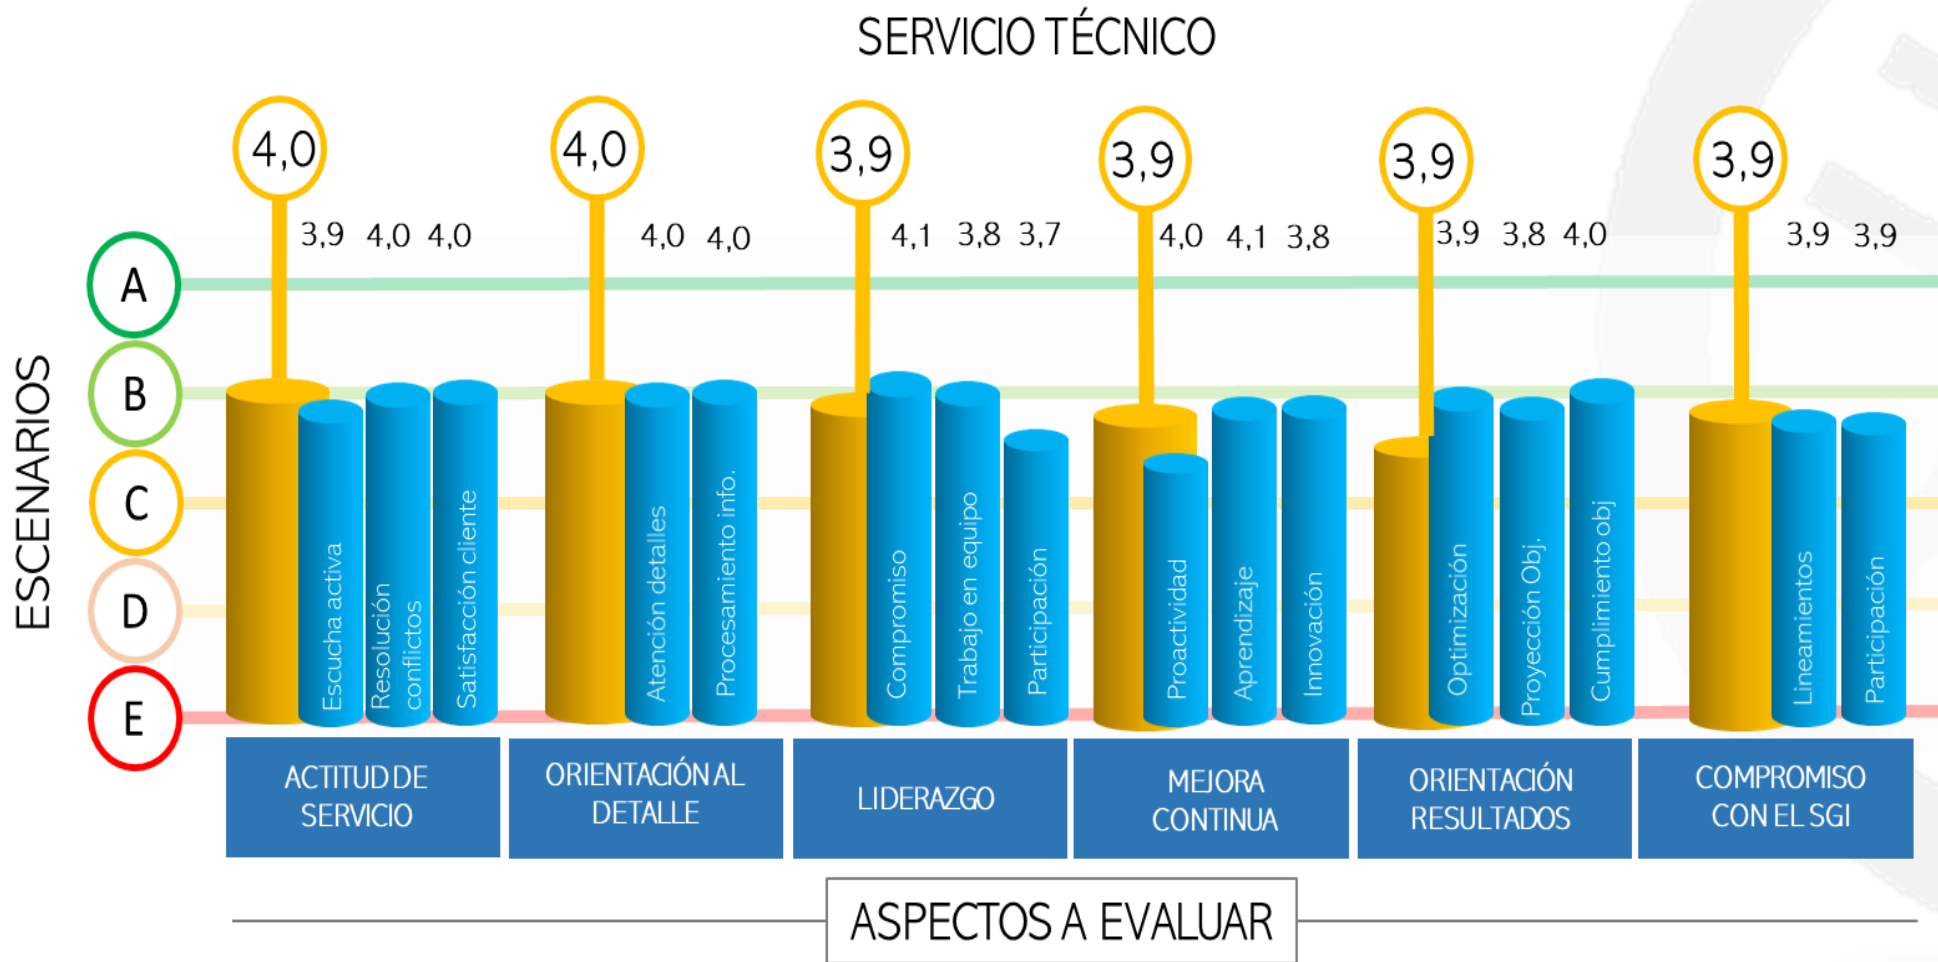 SERVICIO TÉCNICO
4,0
4,0
3,9
3,9
3,9
3,9
3,9 4,0 4,0
4,0 4,0
4,1 3,8 3,7
4,0 4,1 3,8
3,9 3,8 4,0
3,9 3,9
ESCENARIOS
A
B
C
D
E
Escucha activa
Resolución
conflictos
Satisfacción cliente
Atención detalles
Procesamiento info.
Compromiso
Trabajo en equipo
Participación
Proactividad
Aprendizaje
Innovación
Optimización
Proyección Obj.
Cumplimiento obj
Lineamientos
Participación
ACTITUD DE
SERVICIO
ORIENTACIÓN AL
DETALLE
LIDERAZGO
MEJORA
CONTINUA
ORIENTACIÓN
RESULTADOS
COMPROMISO
CON EL SGI
ASPECTOS A EVALUAR